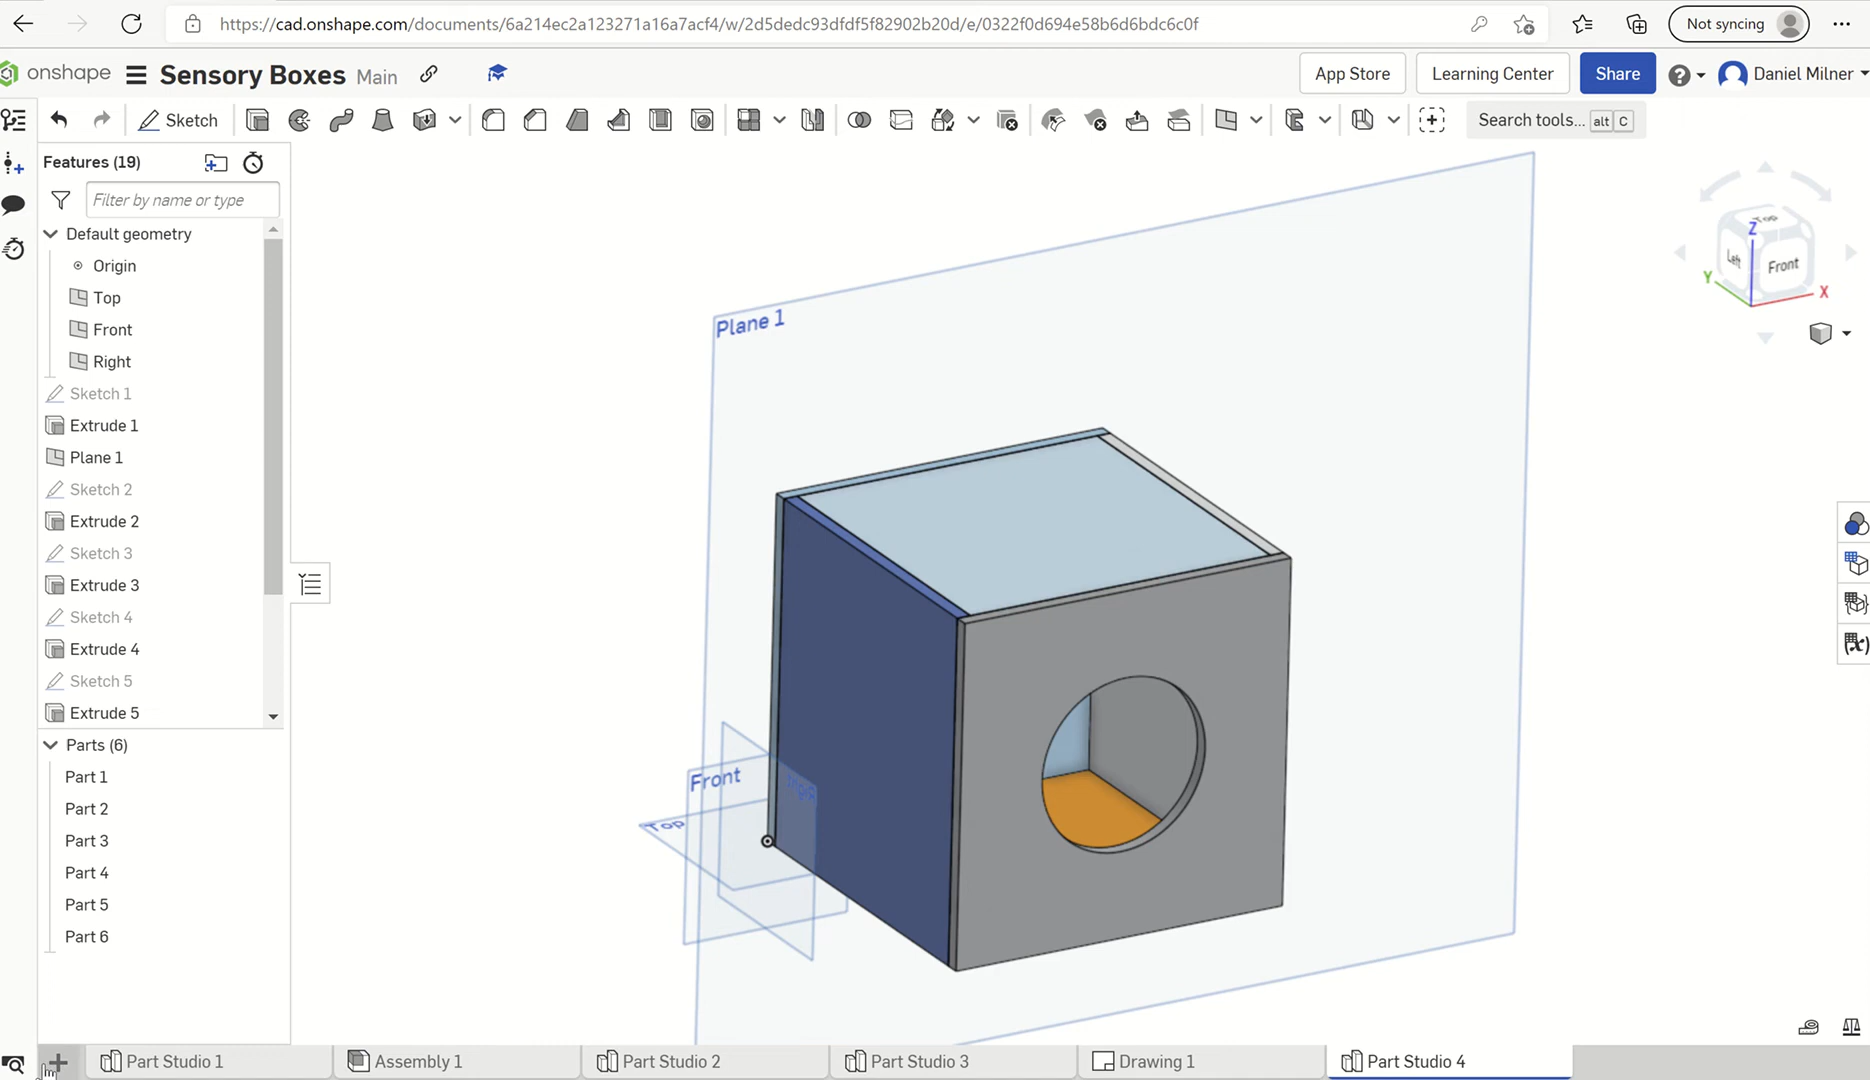 https://cad.onshape.com/documents/6a214ec2a123271a16a7acf4/w/2d5dedc93dfdf5f82902b20d/e/0322f0d694e58b6d6bdc6c0f
Not syncing
onshape
Sensory Boxes Main
App Store
Learning Center
Share
Daniel Milner
Sketch
Search tools... alt C
Features (19)
Filter by name or type
Default geometry
Origin
Top
Front
Right
Sketch 1
Extrude 1
Plane 1
Sketch 2
Extrude 2
Sketch 3
Extrude 3
Sketch 4
Extrude 4
Sketch 5
Extrude 5
Parts (6)
Part 1
Part 2
Part 3
Part 4
Part 5
Part 6
Plane 1
Front
Top
Top
Z
Left
Front
Y
X
(x)
Part Studio 1
Assembly 1
Part Studio 2
Part Studio 3
Drawing 1
Part Studio 4